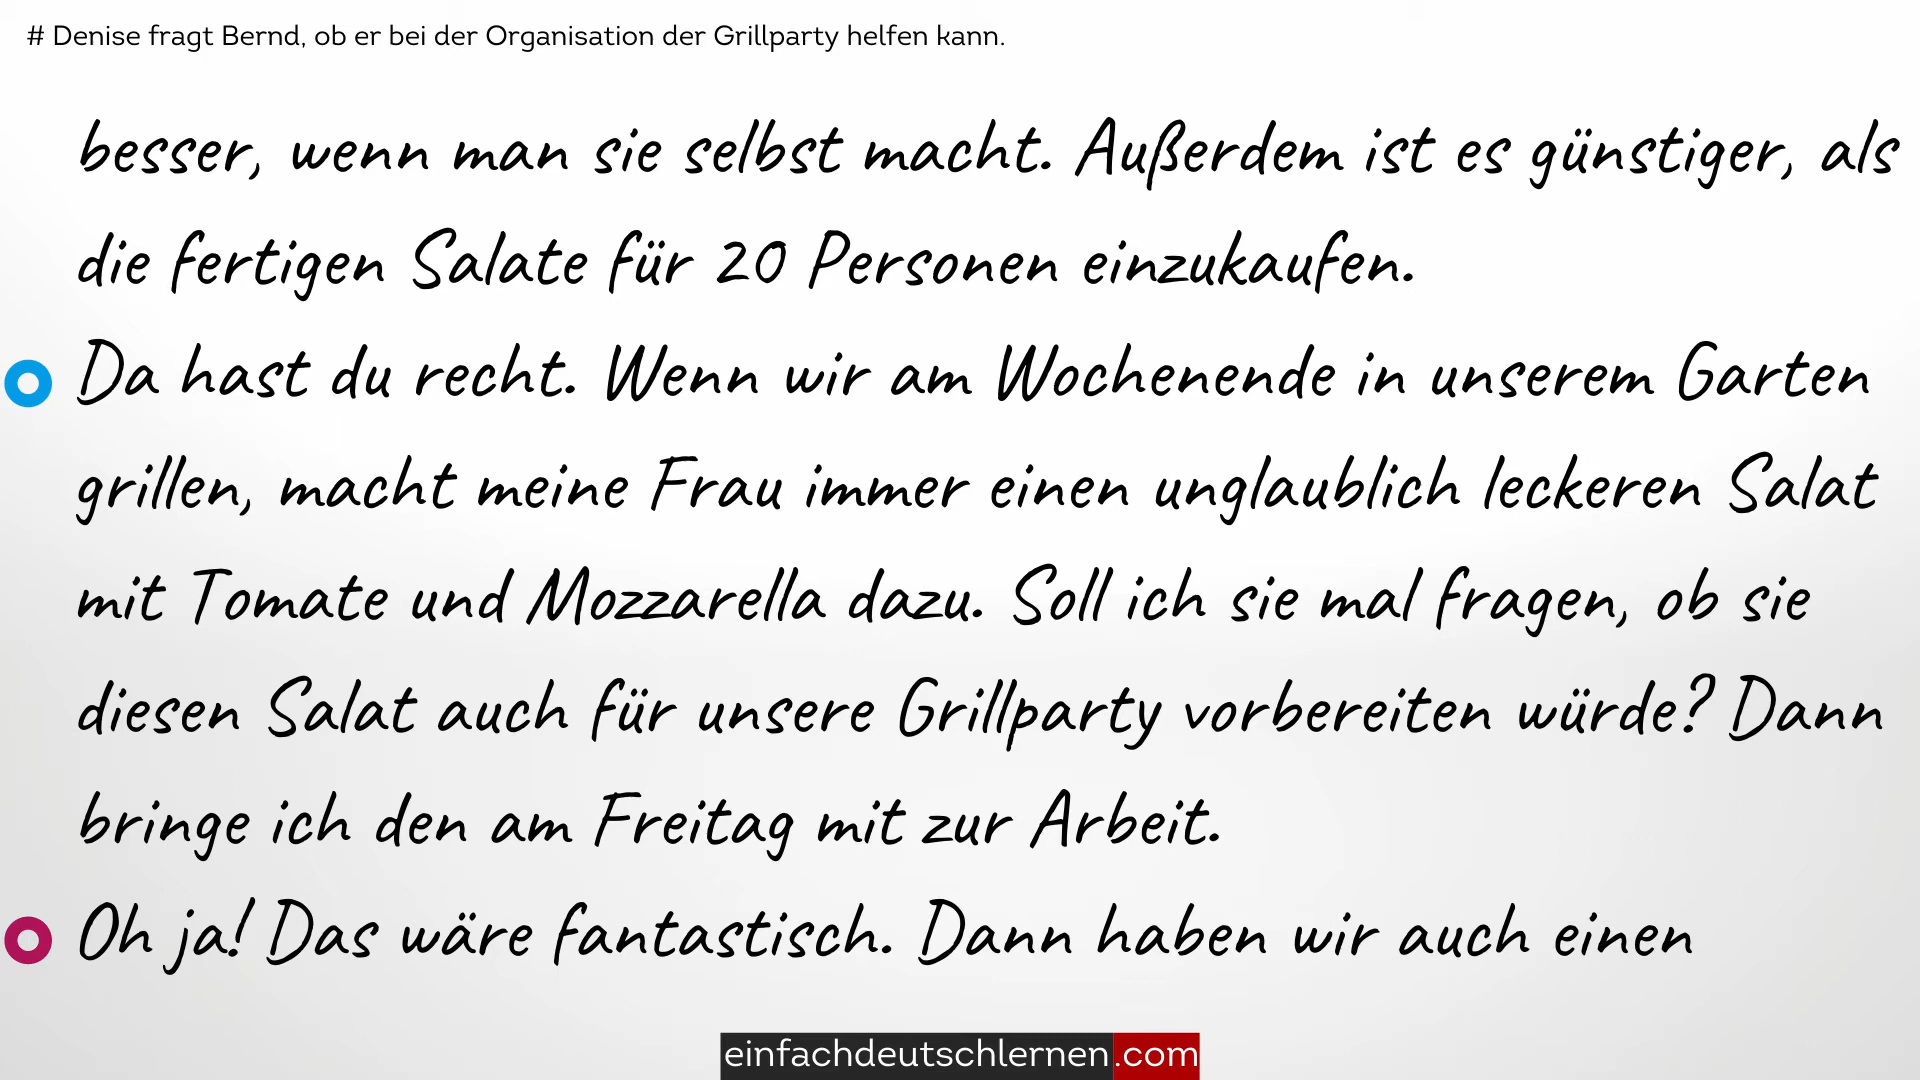 # Denise fragt Bernd, ob er bei der Organisation der Grillparty helfen kann.
besser, wenn man sie selbst macht. Außerdem ist es günstiger, als
die fertigen Salate für 20 Personen einzukaufen.
Da hast du recht. Wenn wir am Wochenende in unserem Garten
grillen, macht meine Frau immer einen unglaublich leckeren Salat
mit Tomate und Mozzarella dazu. Soll ich sie mal fragen, ob sie
diesen Salat auch für unsere Grillparty vorbereiten würde? Dann
bringe ich den am Freitag mit zur Arbeit.
Oh ja! Das wäre fantastisch. Dann haben wir auch einen
einfachdeutschlernen.com